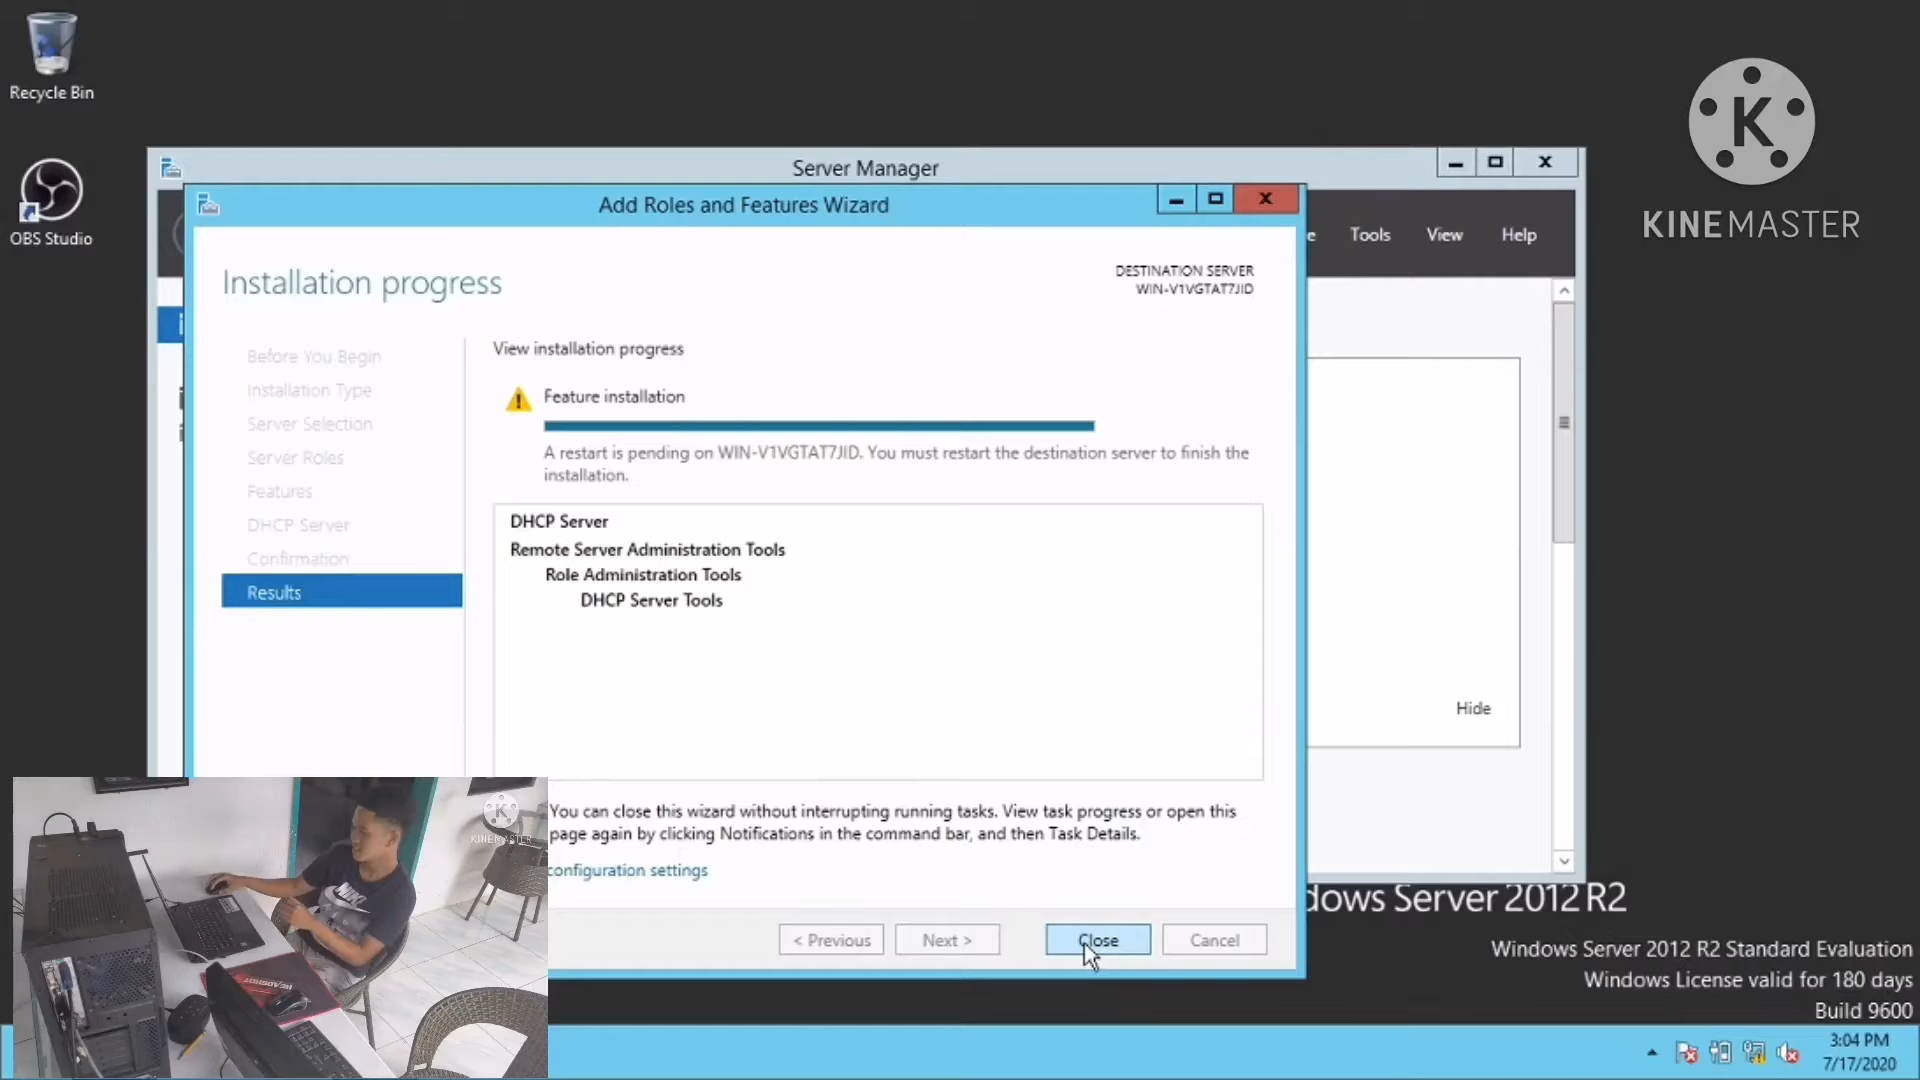 Recycle Bin
OBS Studio
KINEMASTER
Server Manager
Add Roles and Features Wizard
e Tools View Help
Installation progress
DESTINATION SERVER
WIN-V1VGTAT7JID
Before You Begin
Installation Type
Server Selection
Server Roles
Features
DHCP Server
Confirmation
Results
View installation progress
Feature installation
A restart is pending on WIN-V1VGTAT7JID. You must restart the destination server to finish the
installation.
DHCP Server
Remote Server Administration Tools
Role Administration Tools
DHCP Server Tools
Hide
You can close this wizard without interrupting running tasks. View task progress or open this
page again by clicking Notifications in the command bar, and then Task Details.
configuration settings
< Previous Next > Close Cancel
KINEMASTER
dows Server 2012 R2
Windows Server 2012 R2 Standard Evaluation
Windows License valid for 180 days
Build 9600
3:04 PM
7/17/2020